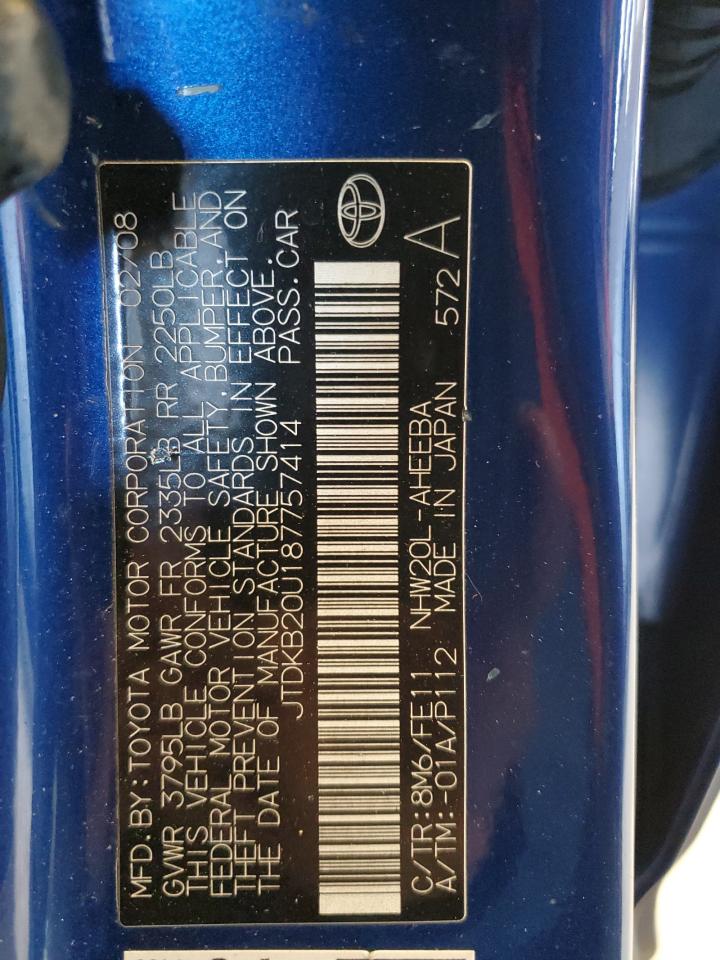 MFD. BY: TOYOTA MOTOR CORPORATION 02/08
GVWR 3795LB GAWR FR 2335LB RR 2250LB
THIS VEHICLE CONFORMS TO ALL APPLICABLE
FEDERAL MOTOR VEHICLE SAFETY, BUMPER, AND
THEFT PREVENTION STANDARDS IN EFFECT ON
THE DATE OF MANUFACTURE SHOWN ABOVE.
JTDKB20U187757414 PASS. CAR
C/TR: 8M6/FE11 NHW20L-AHEEBA
A/TM: -01A/P112 MADE IN JAPAN 572 A